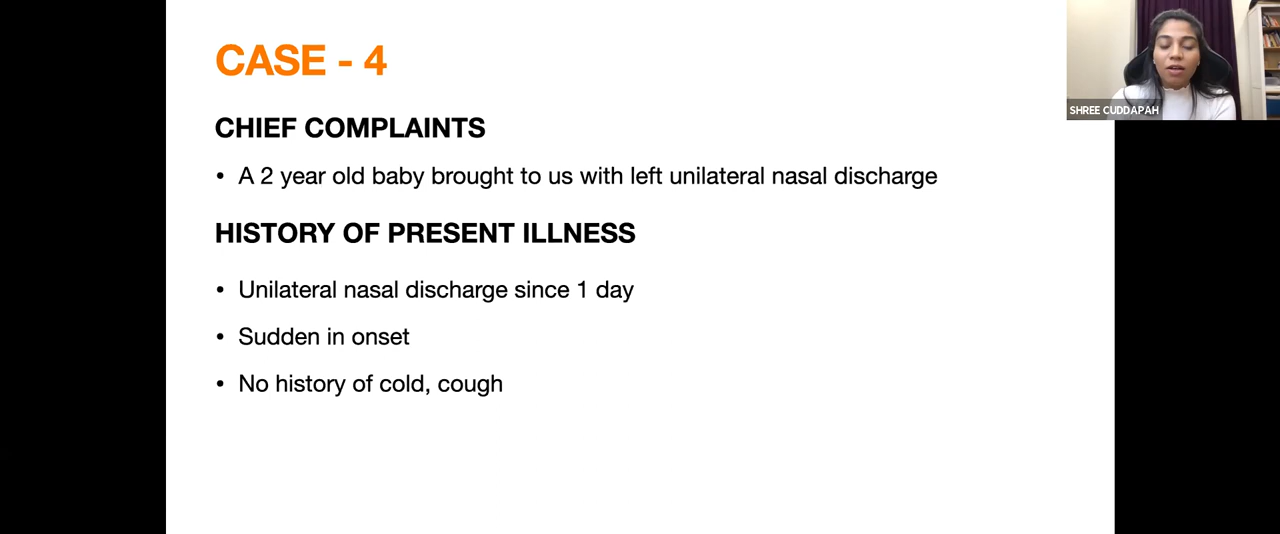 CASE - 4
CHIEF COMPLAINTS
• A 2 year old baby brought to us with left unilateral nasal discharge
HISTORY OF PRESENT ILLNESS
• Unilateral nasal discharge since 1 day
• Sudden in onset
• No history of cold, cough
SHREE CUDDAPAH